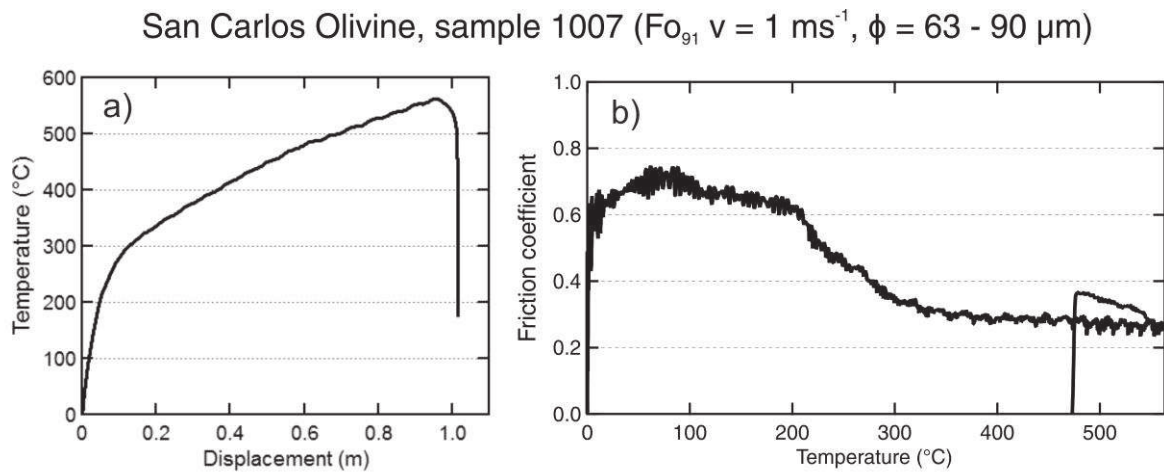 San Carlos Olivine, sample 1007 (Fo₉₁ v = 1 ms⁻¹, ϕ = 63 - 90 µm)
a)
Temperature (°C)
600
500
400
300
200
100
0
0 0.2 0.4 0.6 0.8 1.0
Displacement (m)
b)
Friction coefficient
1.0
0.8
0.6
0.4
0.2
0.0
0 100 200 300 400 500
Temperature (°C)